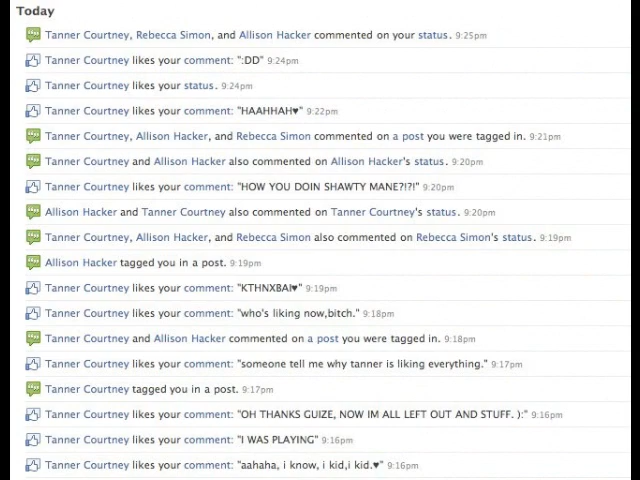 Today
Tanner Courtney, Rebecca Simon, and Allison Hacker commented on your status. 9:25pm
Tanner Courtney likes your comment: ":DD" 9:24pm
Tanner Courtney likes your status. 9:24pm
Tanner Courtney likes your comment: "HAAHHAH♥" 9:22pm
Tanner Courtney, Allison Hacker, and Rebecca Simon commented on a post you were tagged in. 9:21pm
Tanner Courtney and Allison Hacker also commented on Allison Hacker's status. 9:20pm
Tanner Courtney likes your comment: "HOW YOU DOIN SHAWTY MANE?!?!" 9:20pm
Allison Hacker and Tanner Courtney also commented on Tanner Courtney's status. 9:20pm
Tanner Courtney, Allison Hacker, and Rebecca Simon also commented on Rebecca Simon's status. 9:19pm
Allison Hacker tagged you in a post. 9:19pm
Tanner Courtney likes your comment: "KTHNXBAI♥" 9:19pm
Tanner Courtney likes your comment: "who's liking now,bitch." 9:18pm
Tanner Courtney and Allison Hacker commented on a post you were tagged in. 9:18pm
Tanner Courtney likes your comment: "someone tell me why tanner is liking everything." 9:17pm
Tanner Courtney tagged you in a post. 9:17pm
Tanner Courtney likes your comment: "OH THANKS GUIZE, NOW IM ALL LEFT OUT AND STUFF. ):" 9:16pm
Tanner Courtney likes your comment: "I WAS PLAYING" 9:16pm
Tanner Courtney likes your comment: "aahaha, i know, i kid,i kid.♥" 9:16pm